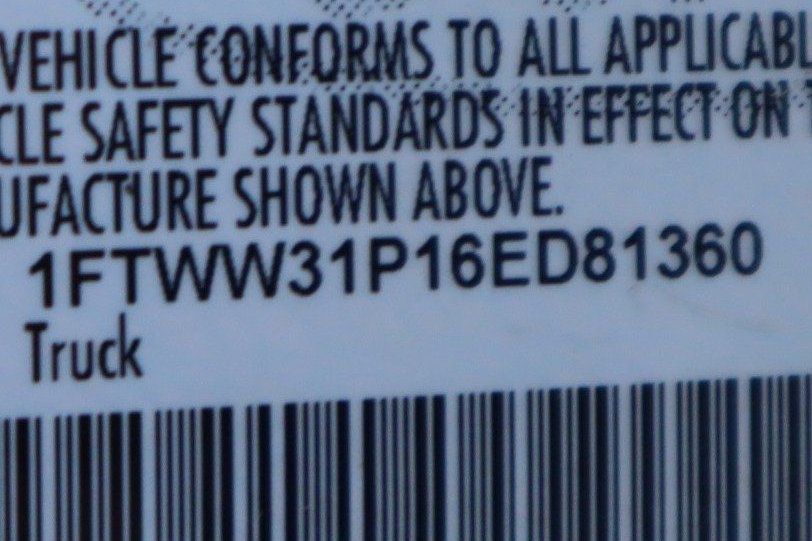 VEHICLE CONFORMS TO ALL APPLICABL
CLE SAFETY STANDARDS IN EFFECT ON
UFACTURE SHOWN ABOVE.
1FTWW31P16ED81360
Truck